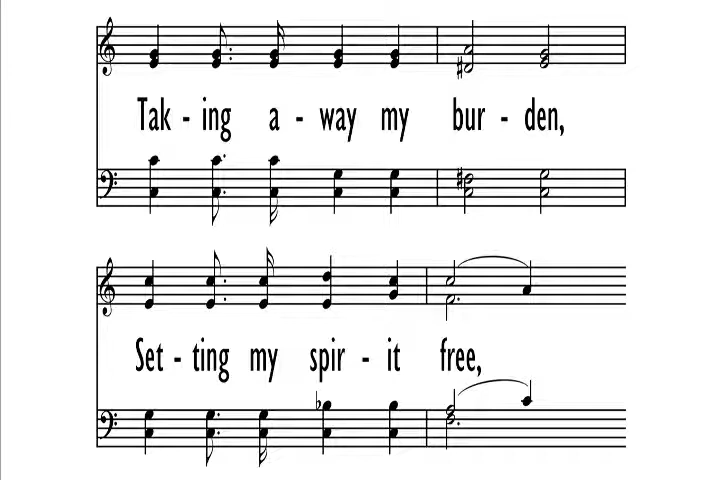 Tak - ing a - way my bur - den,
Set - ting my spir - it free,